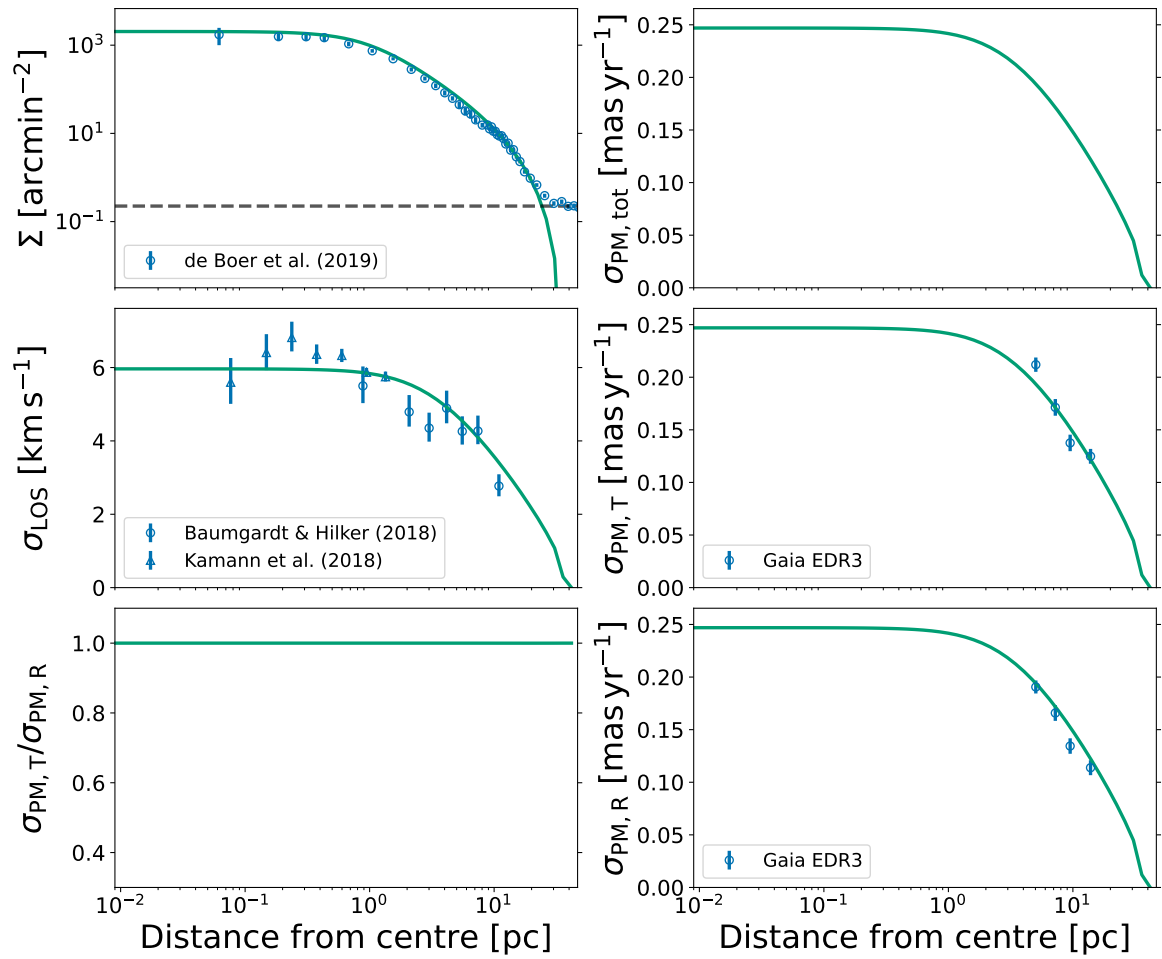 10³
10¹
10⁻¹
Σ [arcmin⁻²]
de Boer et al. (2019)
0.25
0.20
0.15
0.10
0.05
0.00
σ_PM, tot [mas yr⁻¹]
6
4
2
0
σ_LOS [km s⁻¹]
Baumgardt & Hilker (2018)
Kamann et al. (2018)
0.25
0.20
0.15
0.10
0.05
0.00
σ_PM, T [mas yr⁻¹]
Gaia EDR3
1.0
0.8
0.6
0.4
σ_PM, T/σ_PM, R
10⁻² 10⁻¹ 10⁰ 10¹
Distance from centre [pc]
0.25
0.20
0.15
0.10
0.05
0.00
σ_PM, R [mas yr⁻¹]
Gaia EDR3
10⁻² 10⁻¹ 10⁰ 10¹
Distance from centre [pc]